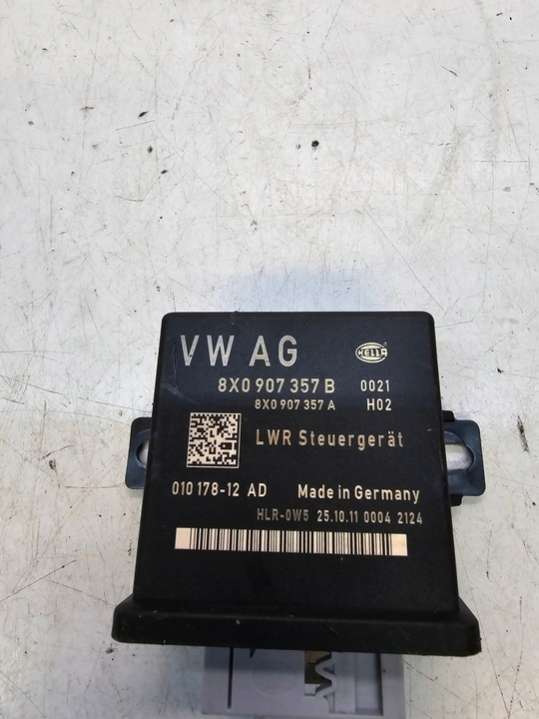 VW AG
HELLA
8X0 907 357 B 0021
8X0 907 357 A H02
LWR Steuergerät
010 178-12 AD Made in Germany
HLR-0W5 25.10.11 0004 2124